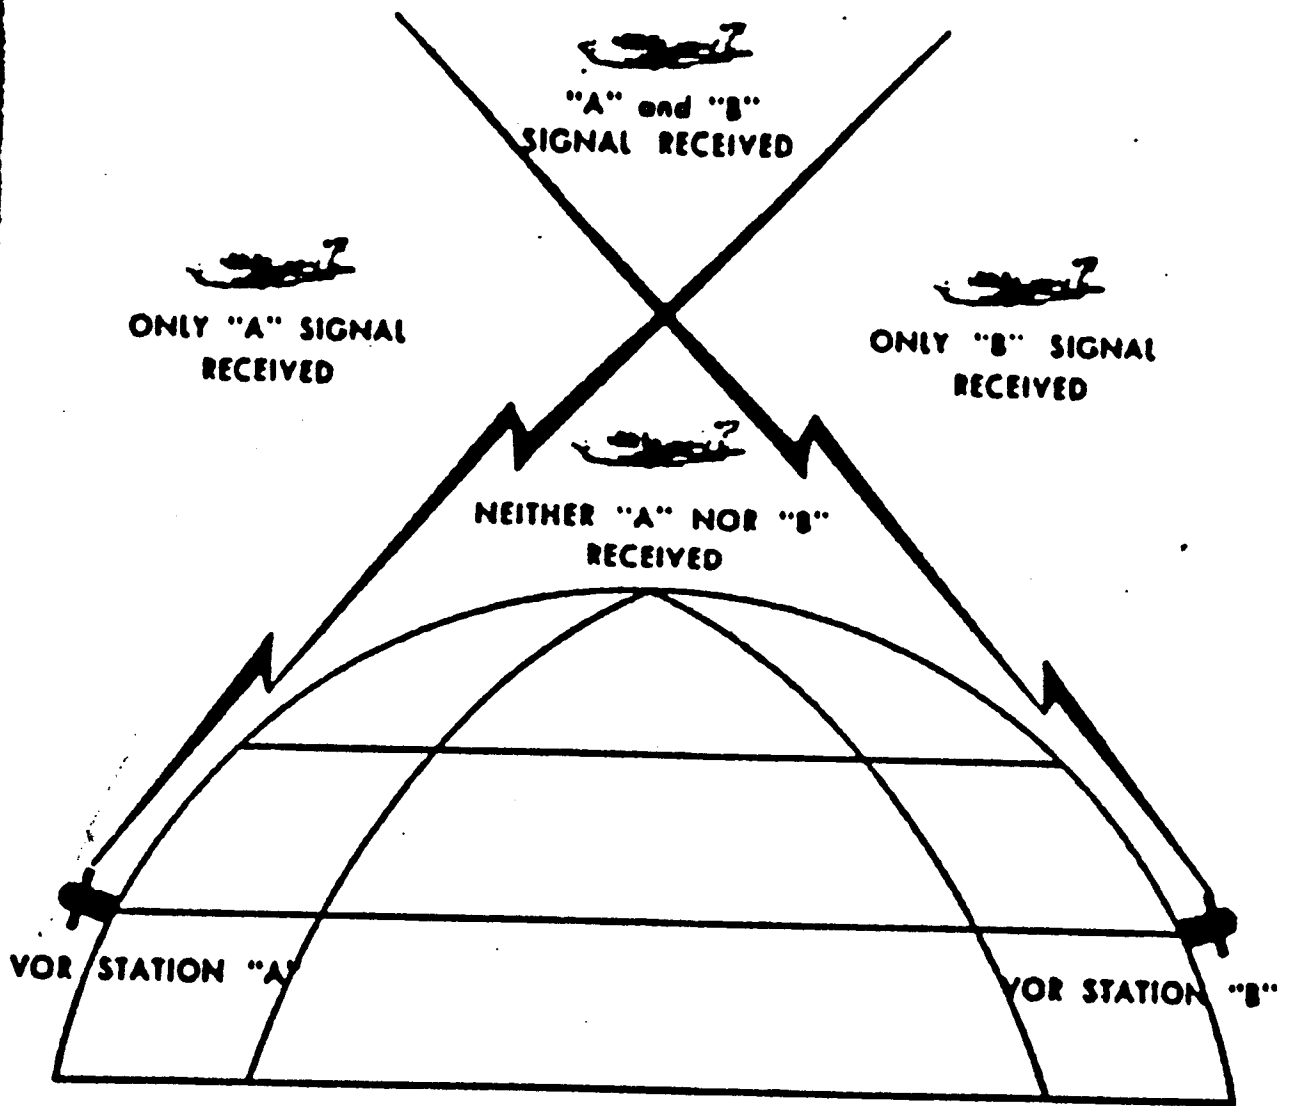 "A" and "B"
SIGNAL RECEIVED
ONLY "A" SIGNAL
RECEIVED
ONLY "B" SIGNAL
RECEIVED
NEITHER "A" NOR "B"
RECEIVED
VOR STATION "A"
VOR STATION "B"